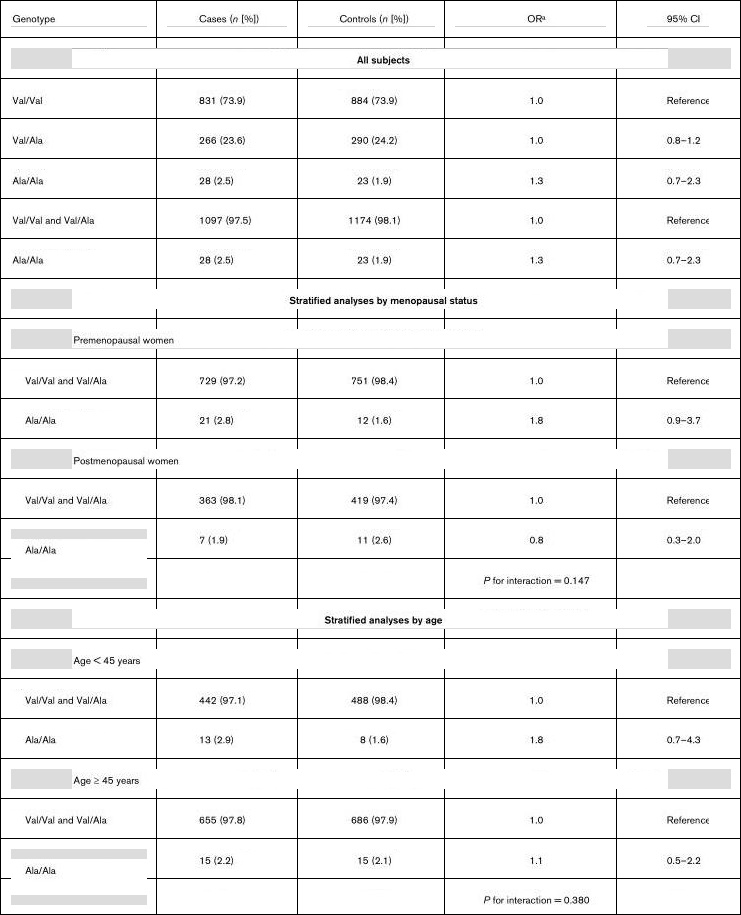 Genotype Cases (n [%]) Controls (n [%]) ORa 95% CI
All subjects
Val/Val 831 (73.9) 884 (73.9) 1.0 Reference
Val/Ala 266 (23.6) 290 (24.2) 1.0 0.8–1.2
Ala/Ala 28 (2.5) 23 (1.9) 1.3 0.7–2.3
Val/Val and Val/Ala 1097 (97.5) 1174 (98.1) 1.0 Reference
Ala/Ala 28 (2.5) 23 (1.9) 1.3 0.7–2.3
Stratified analyses by menopausal status
Premenopausal women
Val/Val and Val/Ala 729 (97.2) 751 (98.4) 1.0 Reference
Ala/Ala 21 (2.8) 12 (1.6) 1.8 0.9–3.7
Postmenopausal women
Val/Val and Val/Ala 363 (98.1) 419 (97.4) 1.0 Reference
Ala/Ala 7 (1.9) 11 (2.6) 0.8 0.3–2.0
P for interaction = 0.147
Stratified analyses by age
Age < 45 years
Val/Val and Val/Ala 442 (97.1) 488 (98.4) 1.0 Reference
Ala/Ala 13 (2.9) 8 (1.6) 1.8 0.7–4.3
Age ≥ 45 years
Val/Val and Val/Ala 655 (97.8) 686 (97.9) 1.0 Reference
Ala/Ala 15 (2.2) 15 (2.1) 1.1 0.5–2.2
P for interaction = 0.380